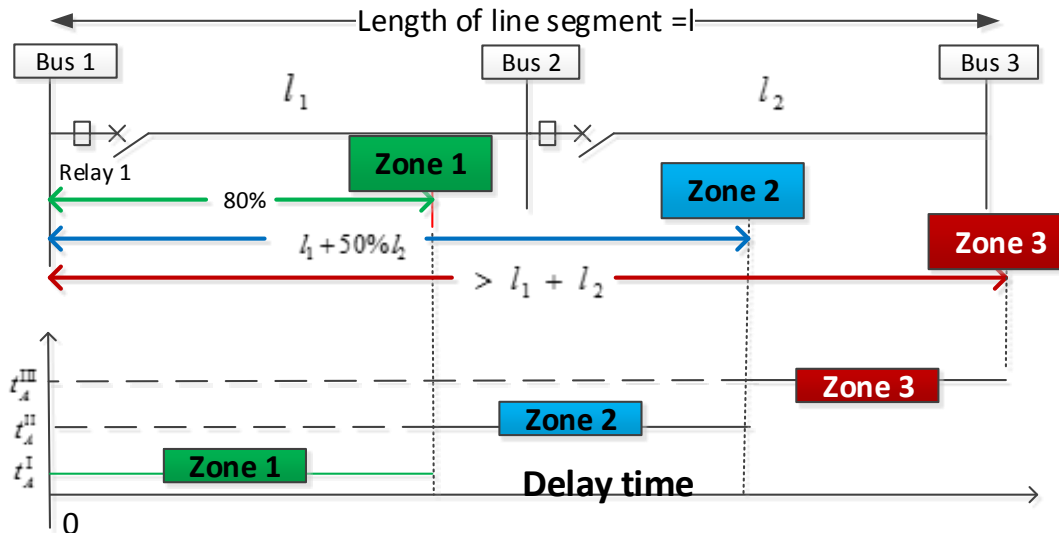 Length of line segment =l
Bus 1
Bus 2
Bus 3
l₁
l₂
Relay 1
Zone 1
80%
Zone 2
l₁+50%l₂
Zone 3
> l₁ + l₂
t_A^III
Zone 3
t_A^II
Zone 2
t_A^I
Zone 1
Delay time
0